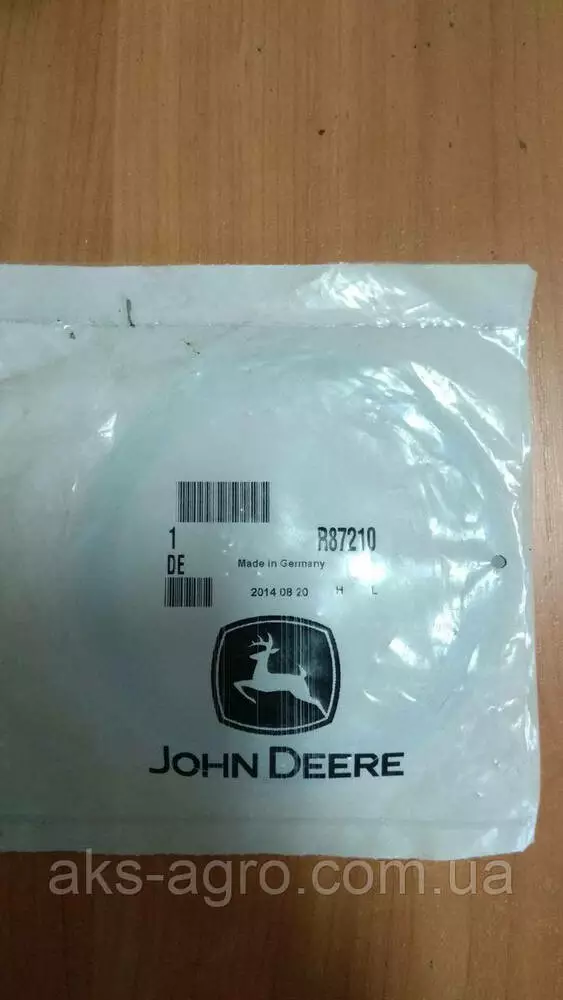 1 R87210
DE Made in Germany
2014 08 20 H L
JOHN DEERE
aks-agro.com.ua